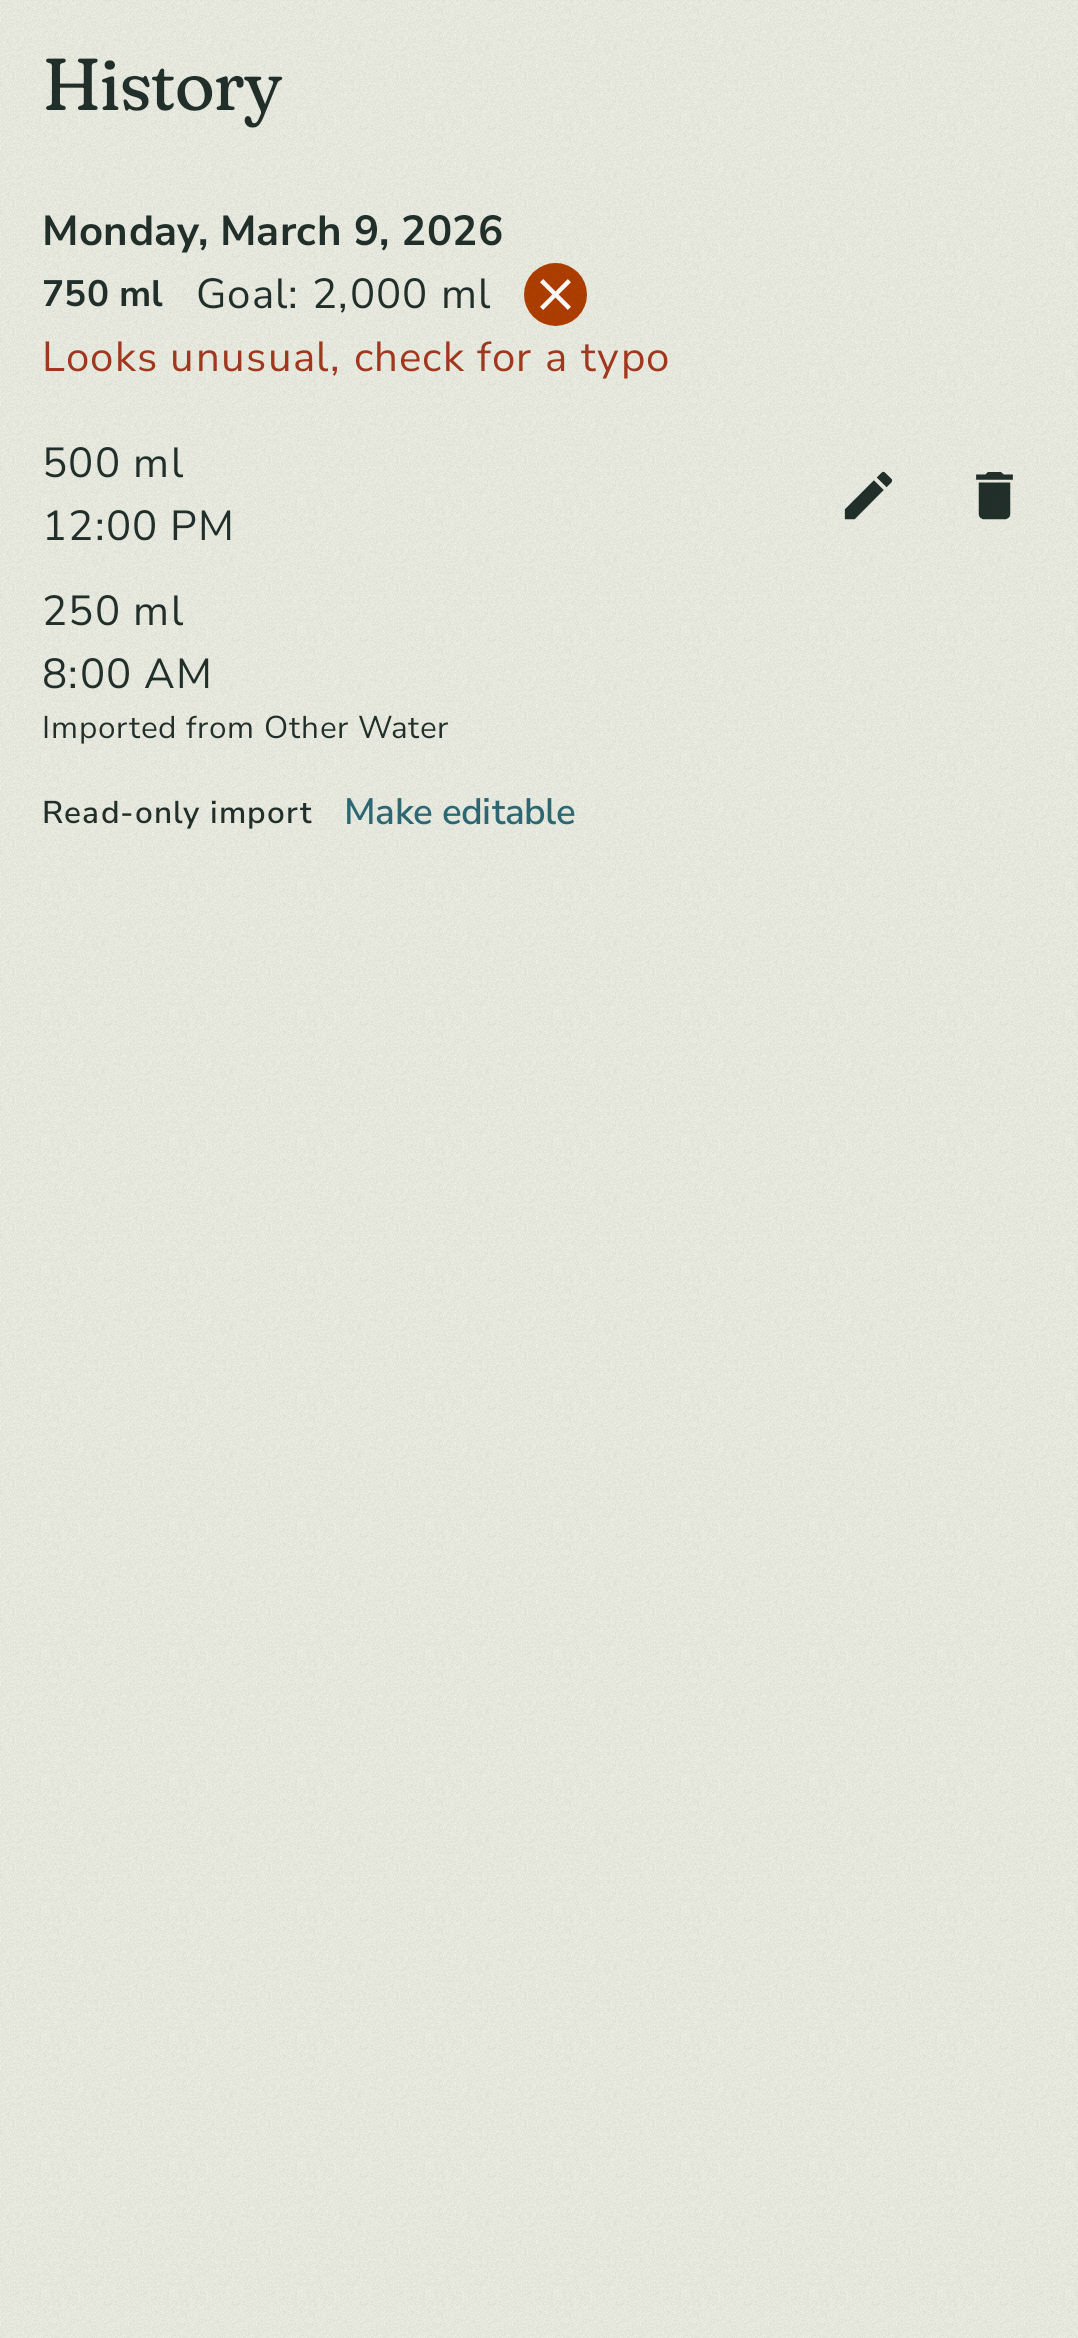 History
Monday, March 9, 2026
750 ml Goal: 2,000 ml
Looks unusual, check for a typo
500 ml
12:00 PM
250 ml
8:00 AM
Imported from Other Water
Read-only import Make editable